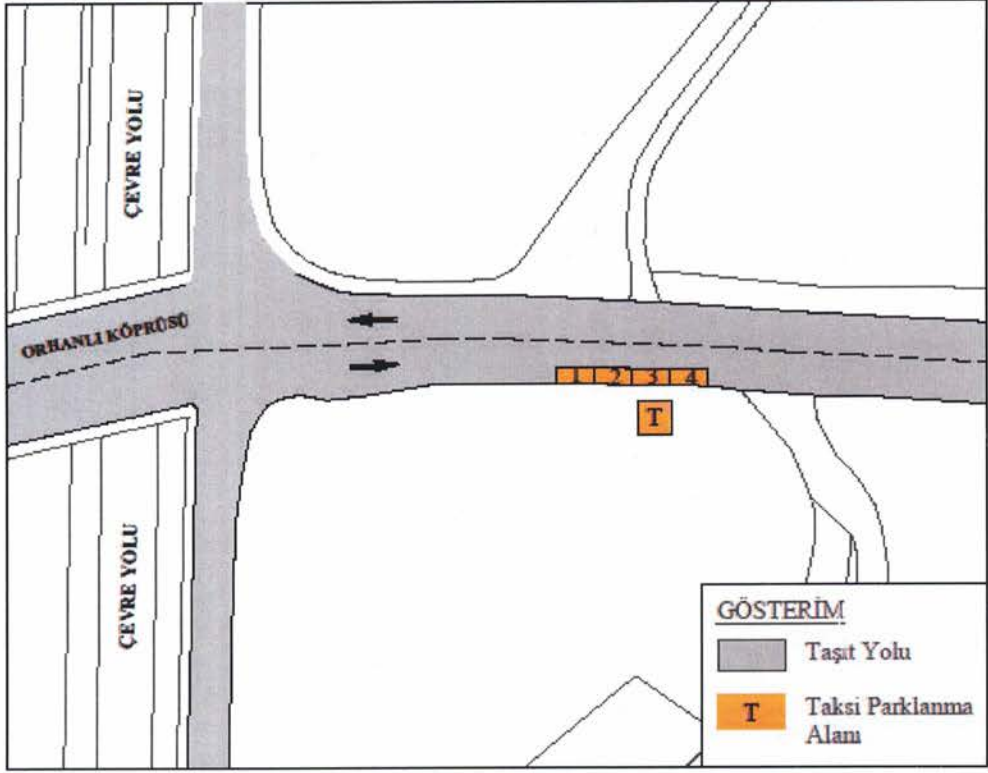 ÇEVRE YOLU
ORHANLI KÖPRÜSÜ
1 2 3 4
T
ÇEVRE YOLU
GÖSTERİM
Taşıt Yolu
T Taksi Parklanma
Alanı